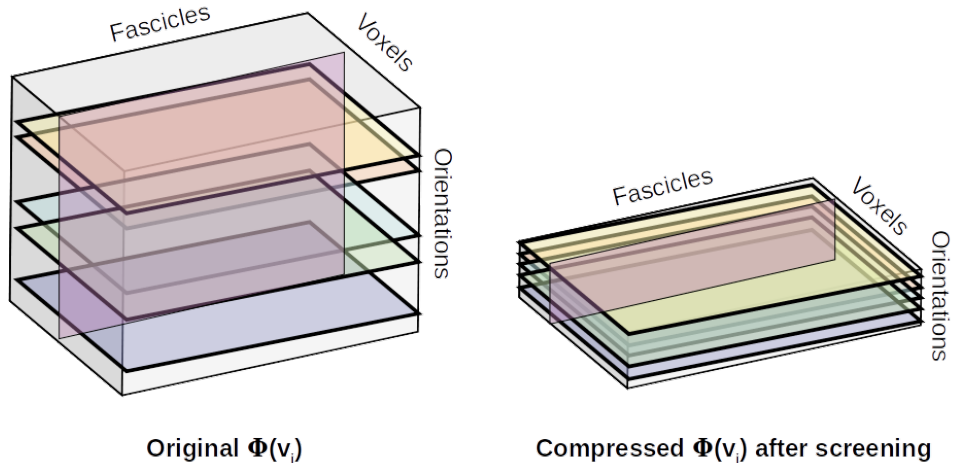 Fascicles
Voxels
Orientations
Original Φ(vᵢ)
Fascicles
Voxels
Orientations
Compressed Φ(vᵢ) after screening